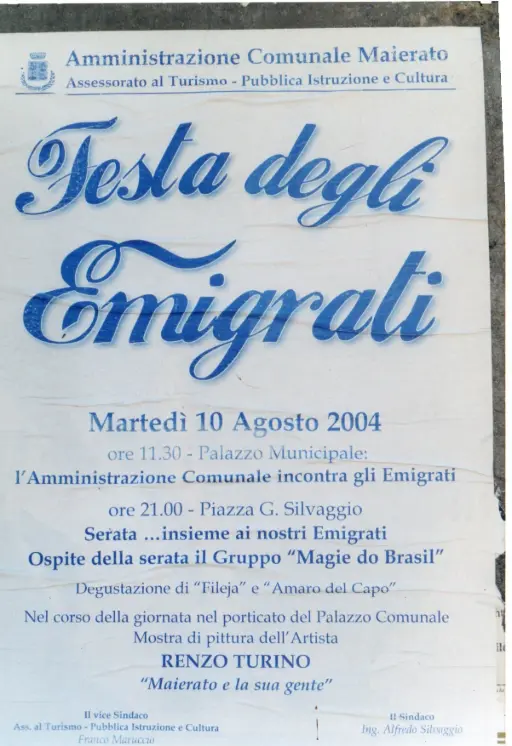 Amministrazione Comunale Maierato
Assessorato al Turismo - Pubblica Istruzione e Cultura
Festa degli
Emigrati
Martedì 10 Agosto 2004
ore 11.30 - Palazzo Municipale:
l'Amministrazione Comunale incontra gli Emigrati
ore 21.00 - Piazza G. Silvaggio
Serata ...insieme ai nostri Emigrati
Ospite della serata il Gruppo "Magie do Brasil"
Degustazione di "Fileja" e "Amaro del Capo"
Nel corso della giornata nel porticato del Palazzo Comunale
Mostra di pittura dell'Artista
RENZO TURINO
"Maierato e la sua gente"
Il vice Sindaco
Ass. al Turismo - Pubblica Istruzione e Cultura
Franco Maruccio
Il Sindaco
Ing. Alfredo Silvaggio